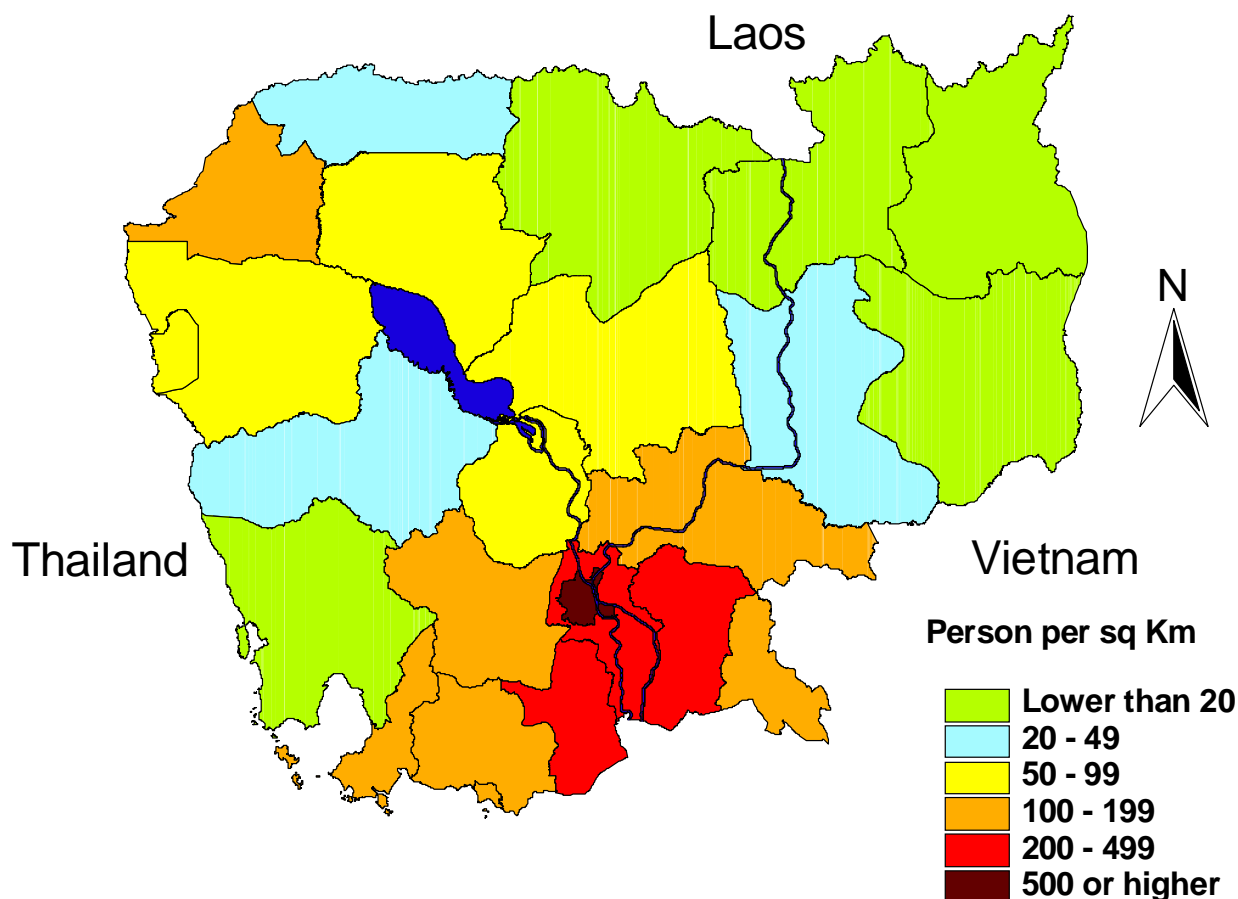 Laos
N
Thailand
Vietnam
Person per sq Km
Lower than 20
20 - 49
50 - 99
100 - 199
200 - 499
500 or higher